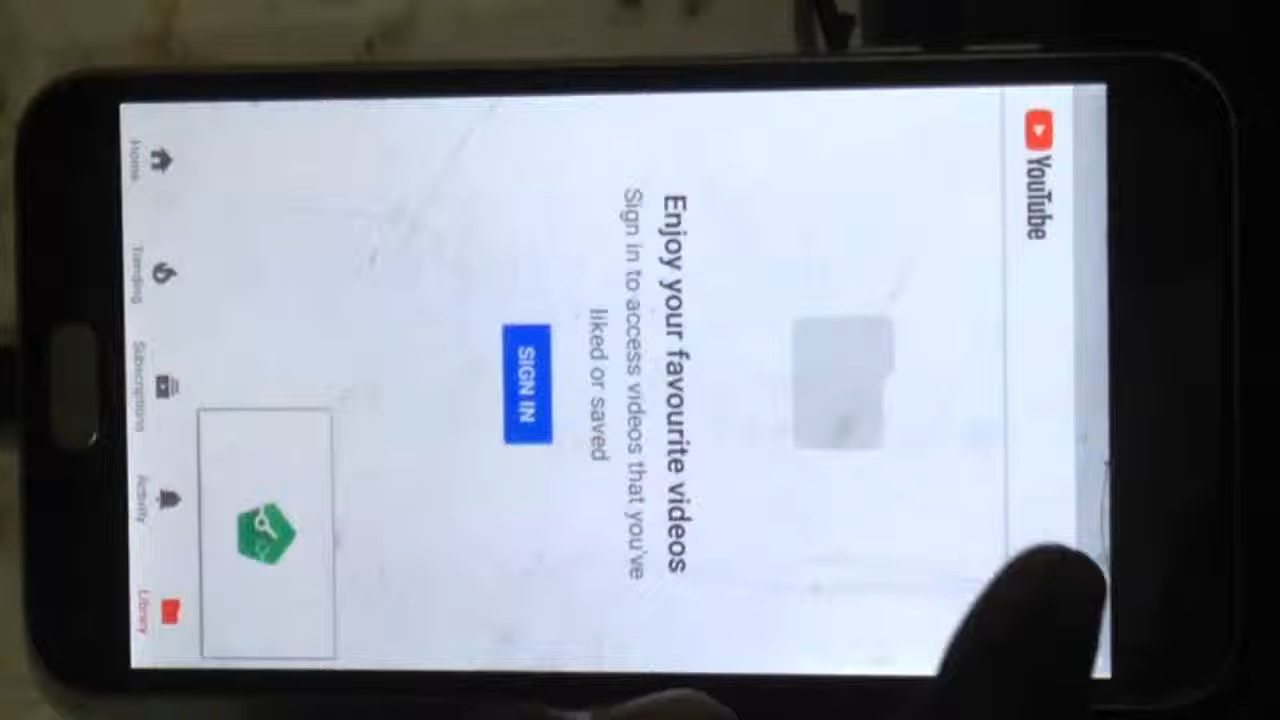 YouTube
Enjoy your favourite videos
Sign in to access videos that you've
liked or saved
SIGN IN
Home
Trending
Subscriptions
Activity
Library